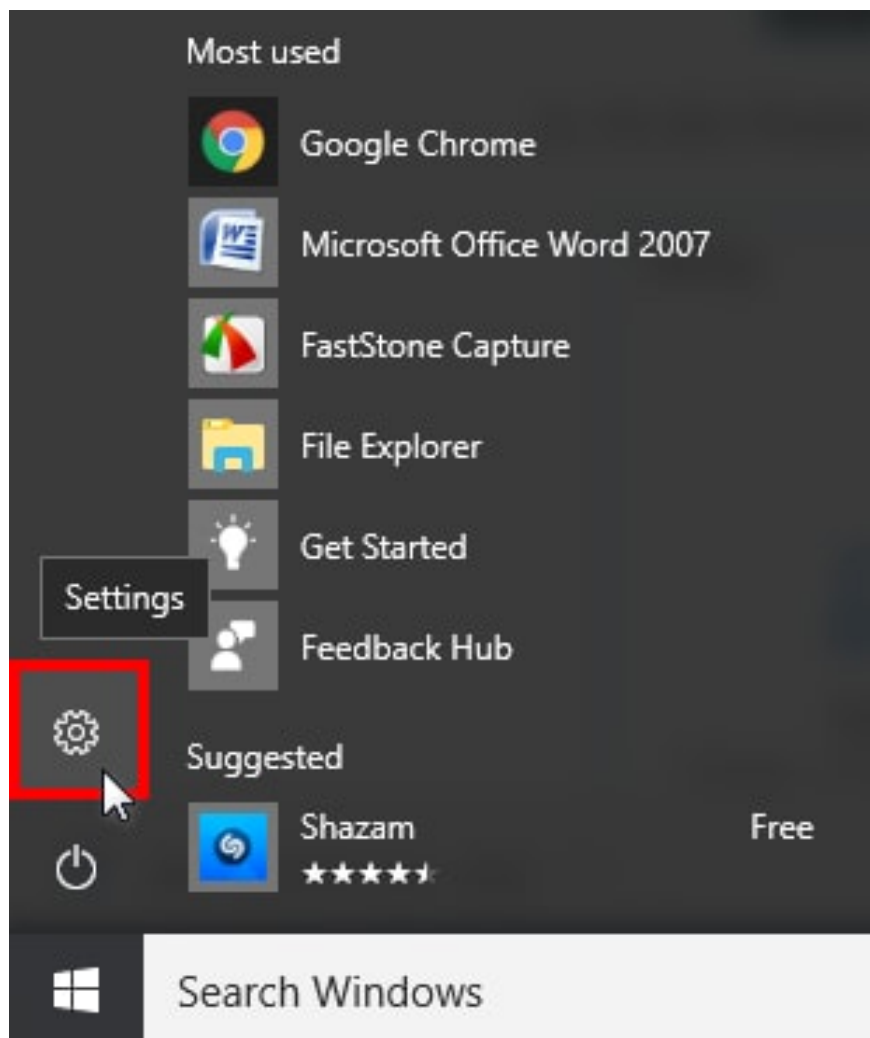 Most used
Google Chrome
Microsoft Office Word 2007
FastStone Capture
File Explorer
Get Started
Settings
Feedback Hub
Suggested
Shazam Free
Search Windows